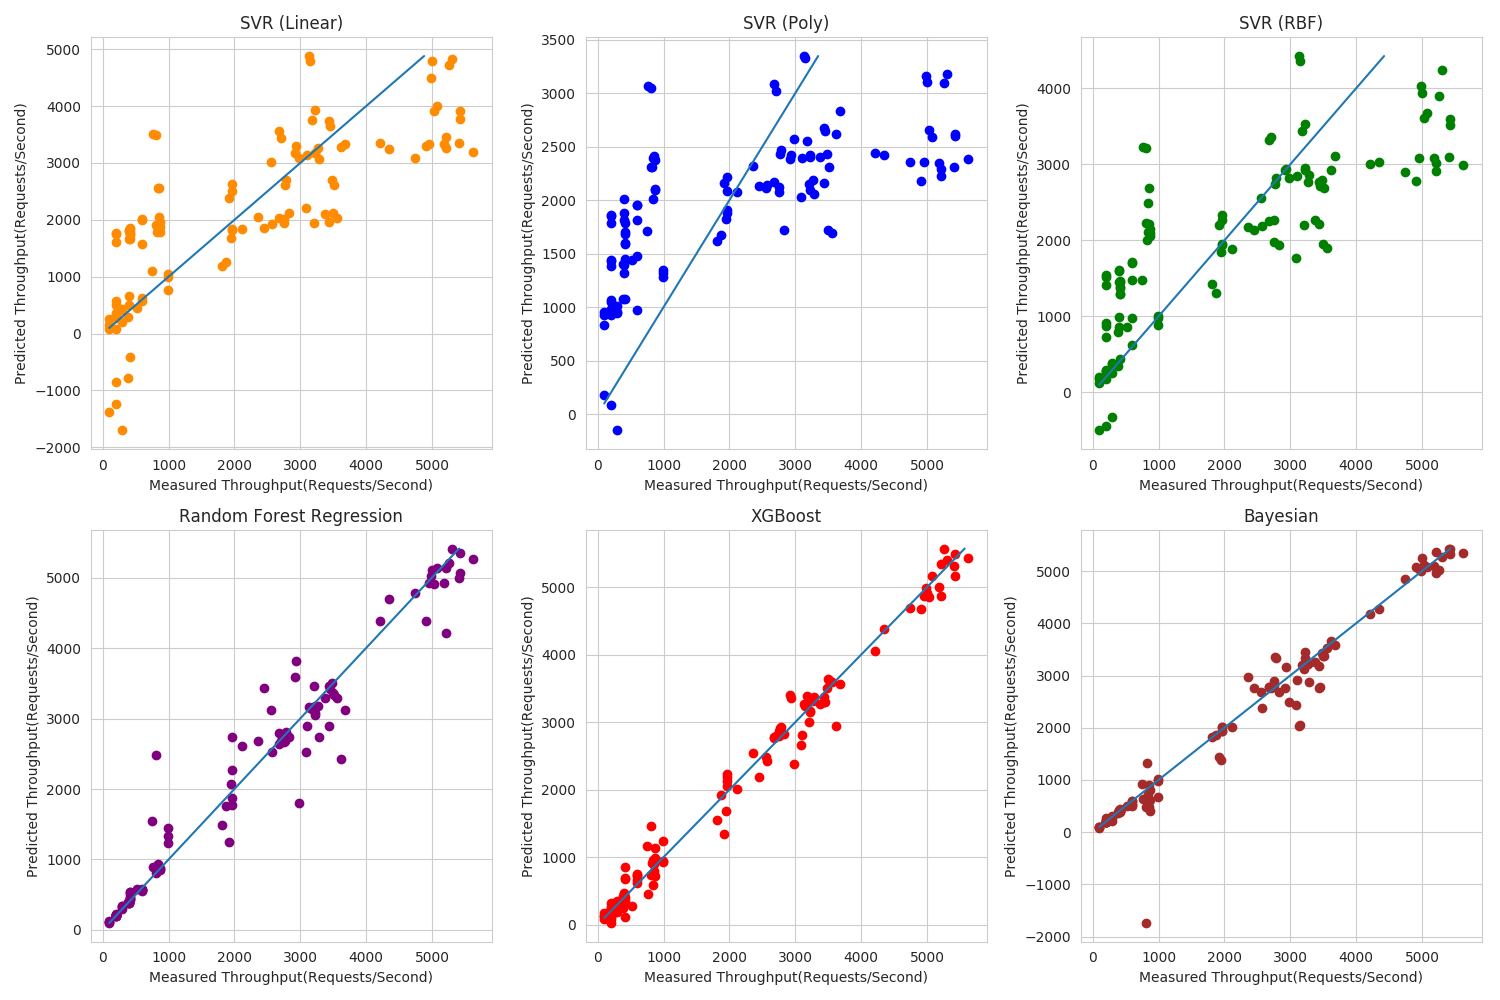 SVR (Linear)
5000
4000
3000
2000
1000
0
−1000
−2000
Predicted Throughput(Requests/Second)
0 1000 2000 3000 4000 5000
Measured Throughput(Requests/Second)
SVR (Poly)
3500
3000
2500
2000
1500
1000
500
0
Predicted Throughput(Requests/Second)
0 1000 2000 3000 4000 5000
Measured Throughput(Requests/Second)
SVR (RBF)
4000
3000
2000
1000
0
Predicted Throughput(Requests/Second)
0 1000 2000 3000 4000 5000
Measured Throughput(Requests/Second)
Random Forest Regression
5000
4000
3000
2000
1000
0
Predicted Throughput(Requests/Second)
0 1000 2000 3000 4000 5000
Measured Throughput(Requests/Second)
XGBoost
5000
4000
3000
2000
1000
0
Predicted Throughput(Requests/Second)
0 1000 2000 3000 4000 5000
Measured Throughput(Requests/Second)
Bayesian
5000
4000
3000
2000
1000
0
−1000
−2000
Predicted Throughput(Requests/Second)
0 1000 2000 3000 4000 5000
Measured Throughput(Requests/Second)